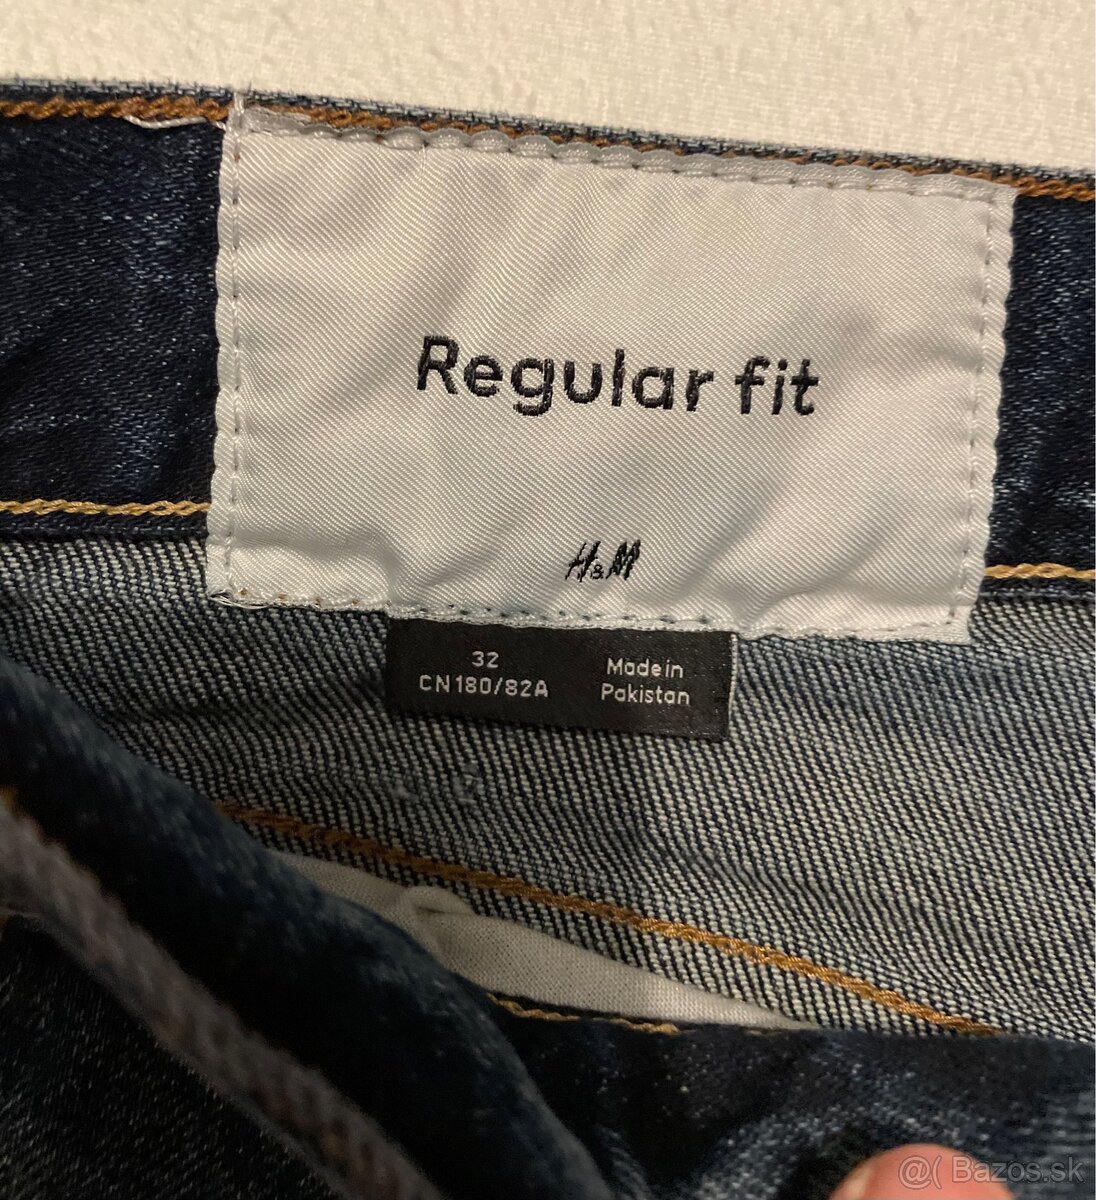 Regular fit
H&M
32
CN180/82A
Made in
Pakistan
@( Bazos.sk